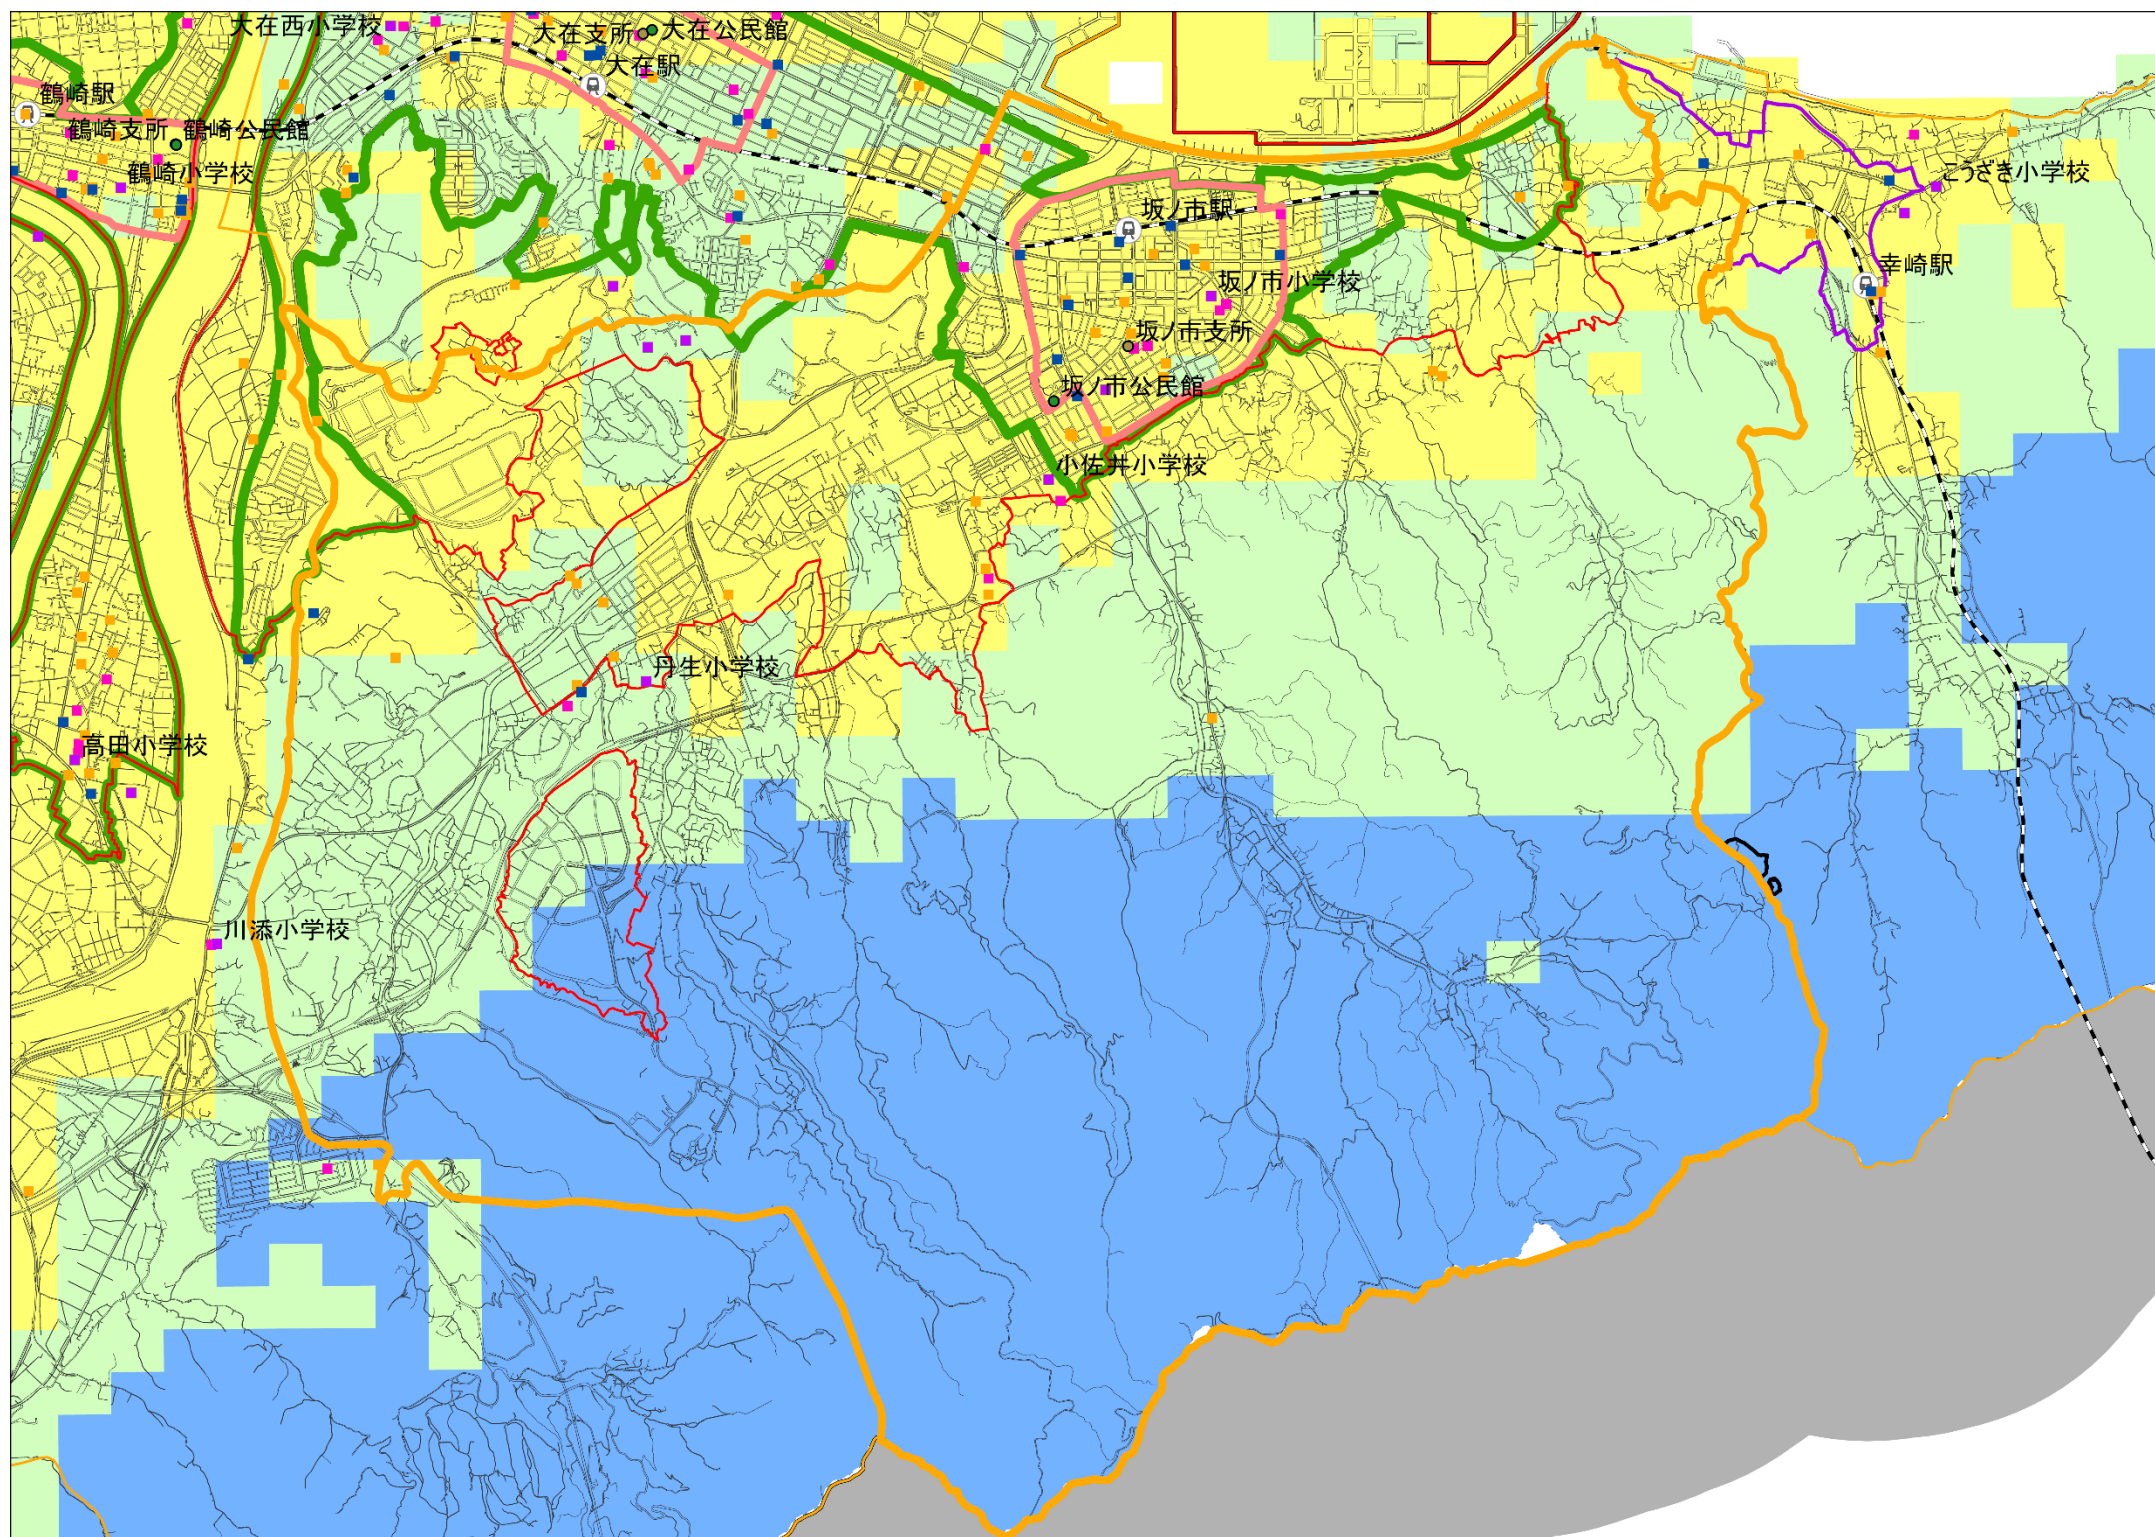 大在西小学校
大在支所
大在公民館
大在駅
鶴崎駅
鶴崎支所
鶴崎公民館
鶴崎小学校
こうざき小学校
坂ノ市駅
幸崎駅
坂ノ市小学校
坂ノ市支所
坂ノ市公民館
小佐井小学校
丹生小学校
高田小学校
川添小学校